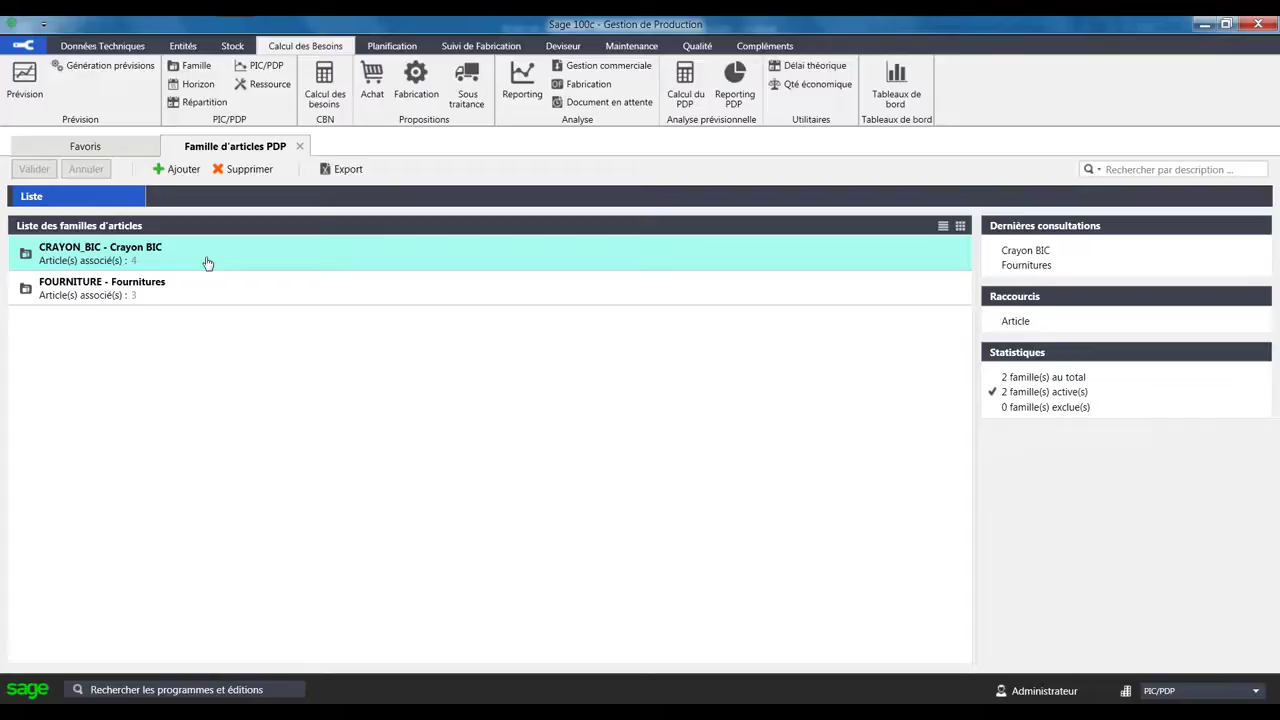 Sage 100c - Gestion de Production
Données Techniques Entités Stock Calcul des Besoins Planification Suivi de Fabrication Deviseur Maintenance Qualité Compléments
Prévision
Génération prévisions
Prévision
Famille
Horizon
Répartition
PIC/PDP
Ressource
PIC/PDP
Calcul des
besoins
CBN
Achat
Fabrication
Sous
traitance
Propositions
Reporting
Gestion commerciale
Fabrication
Document en attente
Analyse
Calcul du
PDP
Reporting
PDP
Analyse prévisionnelle
Délai théorique
Qté économique
Utilitaires
Tableaux de
bord
Tableaux de bord
Favoris
Famille d'articles PDP
Valider Annuler Ajouter Supprimer Export
Rechercher par description ...
Liste
Liste des familles d'articles
CRAYON_BIC - Crayon BIC
Article(s) associé(s) : 4
FOURNITURE - Fournitures
Article(s) associé(s) : 3
Dernières consultations
Crayon BIC
Fournitures
Raccourcis
Article
Statistiques
2 famille(s) au total
2 famille(s) active(s)
0 famille(s) exclue(s)
sage
Rechercher les programmes et éditions
Administrateur
PIC/PDP